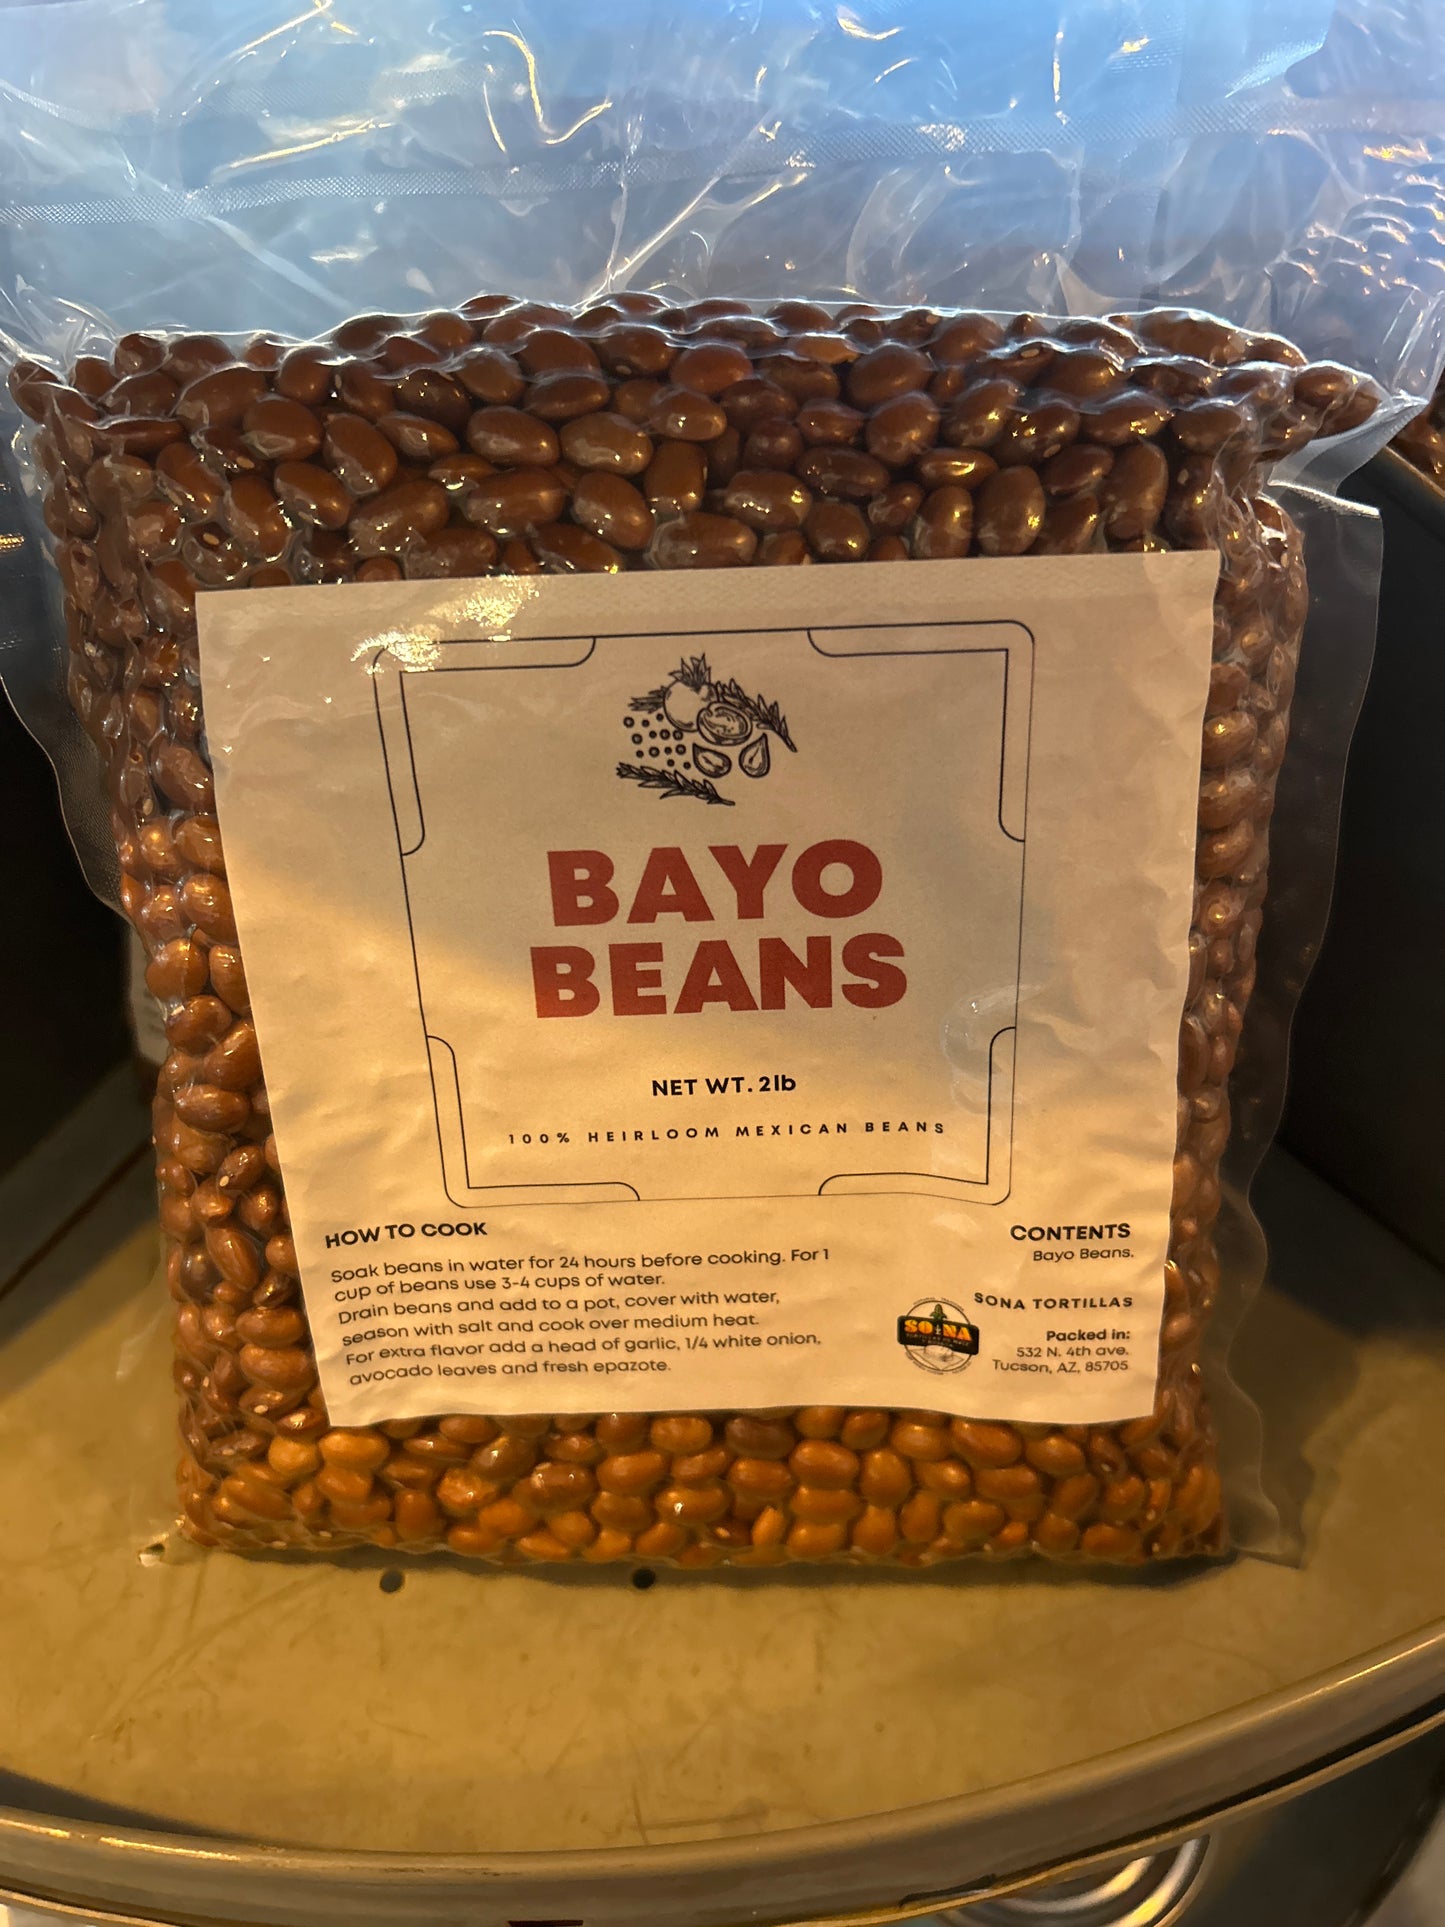 BAYO
BEANS
NET WT. 2lb
100% HEIRLOOM MEXICAN BEANS
HOW TO COOK
Soak beans in water for 24 hours before cooking. For 1
cup of beans use 3-4 cups of water.
Drain beans and add to a pot, cover with water,
season with salt and cook over medium heat.
For extra flavor add a head of garlic, 1/4 white onion,
avocado leaves and fresh epazote.
CONTENTS
Bayo Beans.
SONA TORTILLAS
SONA
Packed in:
532 N. 4th ave.
Tucson, AZ, 85705